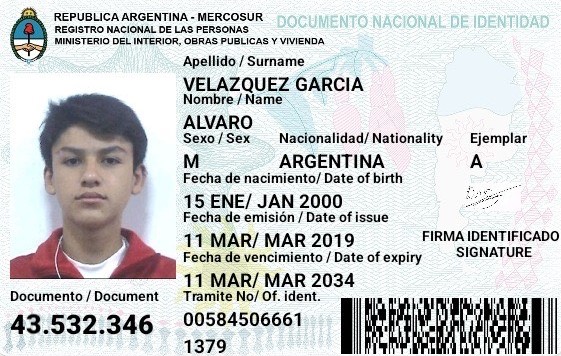 REPUBLICA ARGENTINA - MERCOSUR
REGISTRO NACIONAL DE LAS PERSONAS
MINISTERIO DEL INTERIOR, OBRAS PUBLICAS Y VIVIENDA
DOCUMENTO NACIONAL DE IDENTIDAD
Apellido / Surname
VELAZQUEZ GARCIA
Nombre / Name
ALVARO
Sexo / Sex Nacionalidad/ Nationality Ejemplar
M ARGENTINA A
Fecha de nacimiento/ Date of birth
15 ENE/ JAN 2000
Fecha de emisión / Date of issue
11 MAR/ MAR 2019
Fecha de vencimiento / Date of expiry
11 MAR/ MAR 2034
FIRMA IDENTIFICADO
SIGNATURE
Documento / Document
43.532.346
Tramite No/ Of. ident.
00584506661
1379